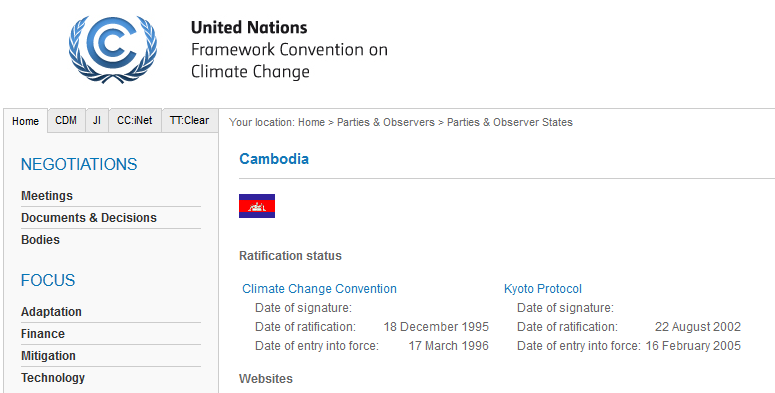 United Nations
Framework Convention on
Climate Change
Home CDM JI CC:iNet TT:Clear
Your location: Home > Parties & Observers > Parties & Observer States
NEGOTIATIONS
Meetings
Documents & Decisions
Bodies
FOCUS
Adaptation
Finance
Mitigation
Technology
Cambodia
Ratification status
Climate Change Convention
Date of signature:
Date of ratification: 18 December 1995
Date of entry into force: 17 March 1996
Kyoto Protocol
Date of signature:
Date of ratification: 22 August 2002
Date of entry into force: 16 February 2005
Websites